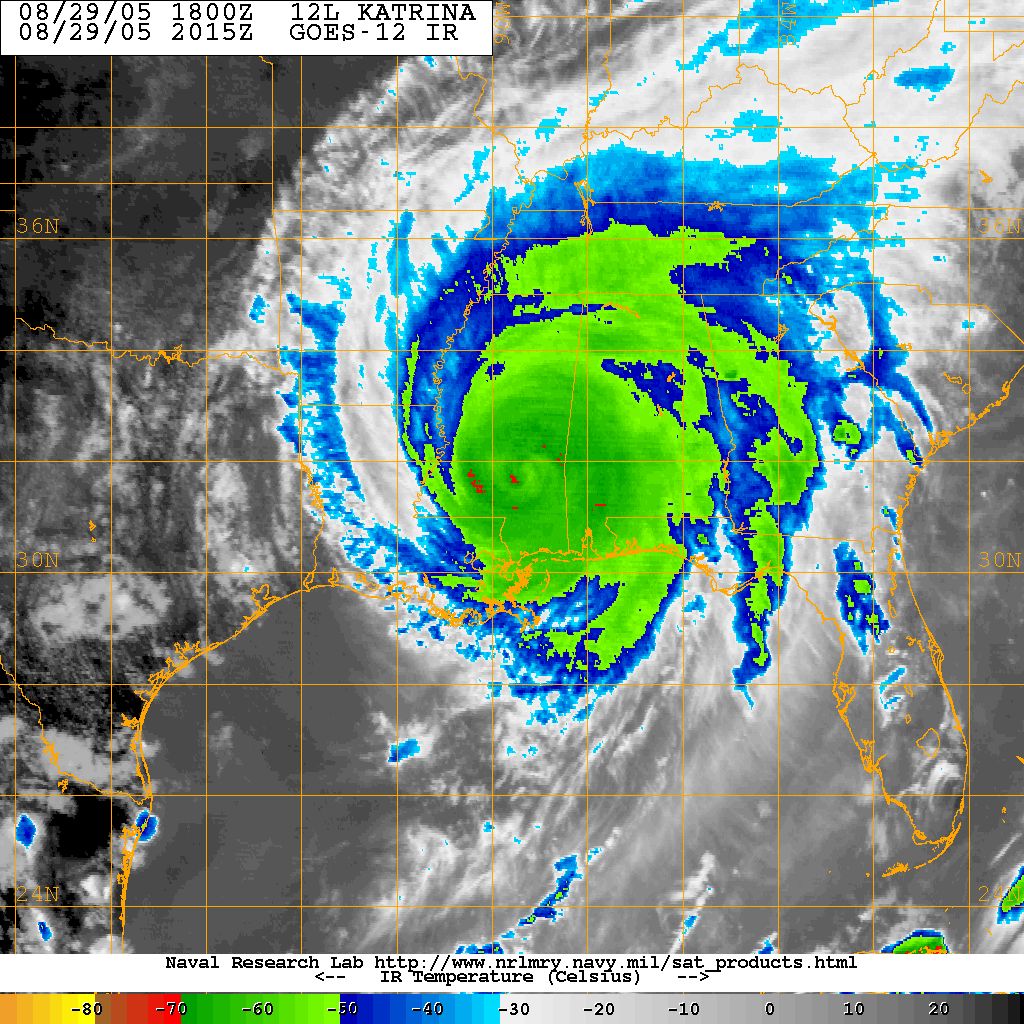 08/29/05 1800Z 12L KATRINA
08/29/05 2015Z GOES-12 IR
90W 84W
36N 36N
30N 30N
24N 24N
Naval Research Lab http://www.nrlmry.navy.mil/sat_products.html
<-- IR Temperature (Celsius) -->
-80 -70 -60 -50 -40 -30 -20 -10 0 10 20